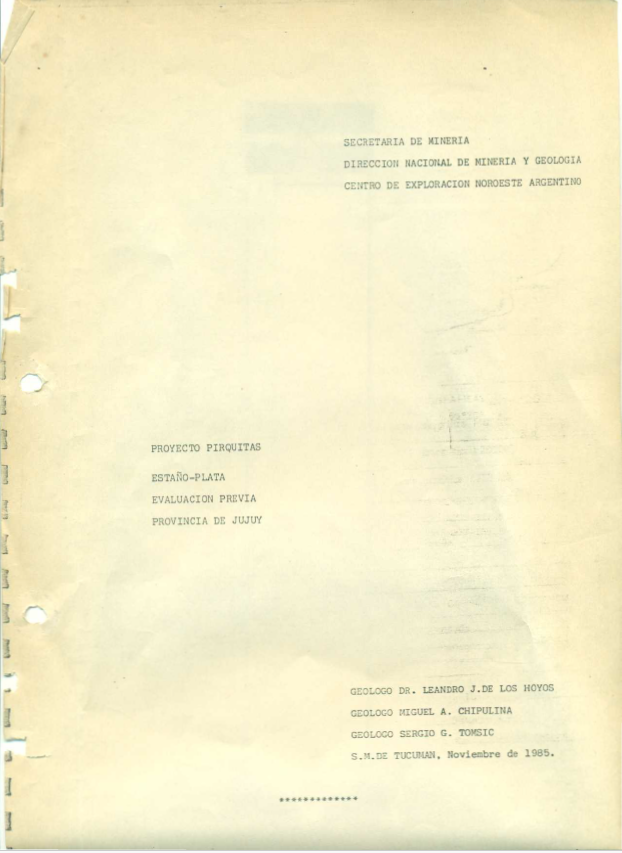 SECRETARIA DE MINERIA
DIRECCION NACIONAL DE MINERIA Y GEOLOGIA
CENTRO DE EXPLORACION NOROESTE ARGENTINO
PROYECTO PIRQUITAS
ESTAÑO-PLATA
EVALUACION PREVIA
PROVINCIA DE JUJUY
GEOLOGO DR. LEANDRO J.DE LOS HOYOS
GEOLOGO MIGUEL A. CHIPULINA
GEOLOGO SERGIO G. TOMSIC
S.M.DE TUCUMAN, Noviembre de 1985.
*************